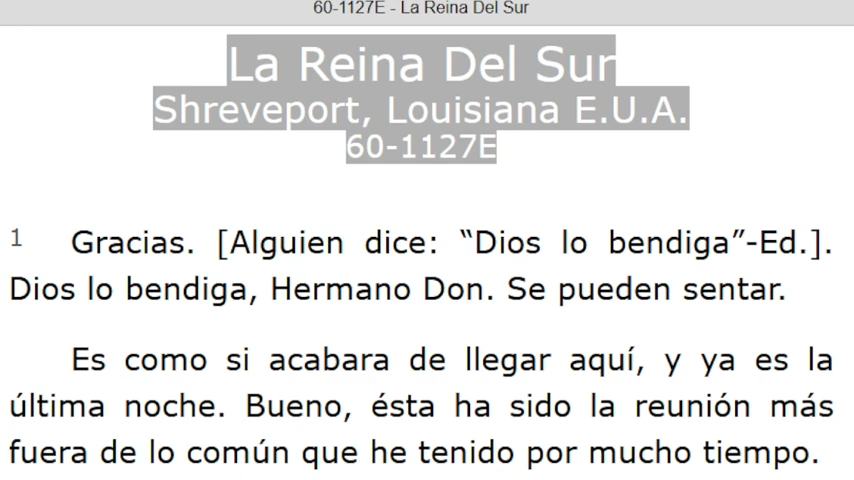 60-1127E - La Reina Del Sur
La Reina Del Sur
Shreveport, Louisiana E.U.A.
60-1127E
1 Gracias. [Alguien dice: “Dios lo bendiga”-Ed.].
Dios lo bendiga, Hermano Don. Se pueden sentar.
Es como si acabara de llegar aquí, y ya es la
última noche. Bueno, ésta ha sido la reunión más
fuera de lo común que he tenido por mucho tiempo.